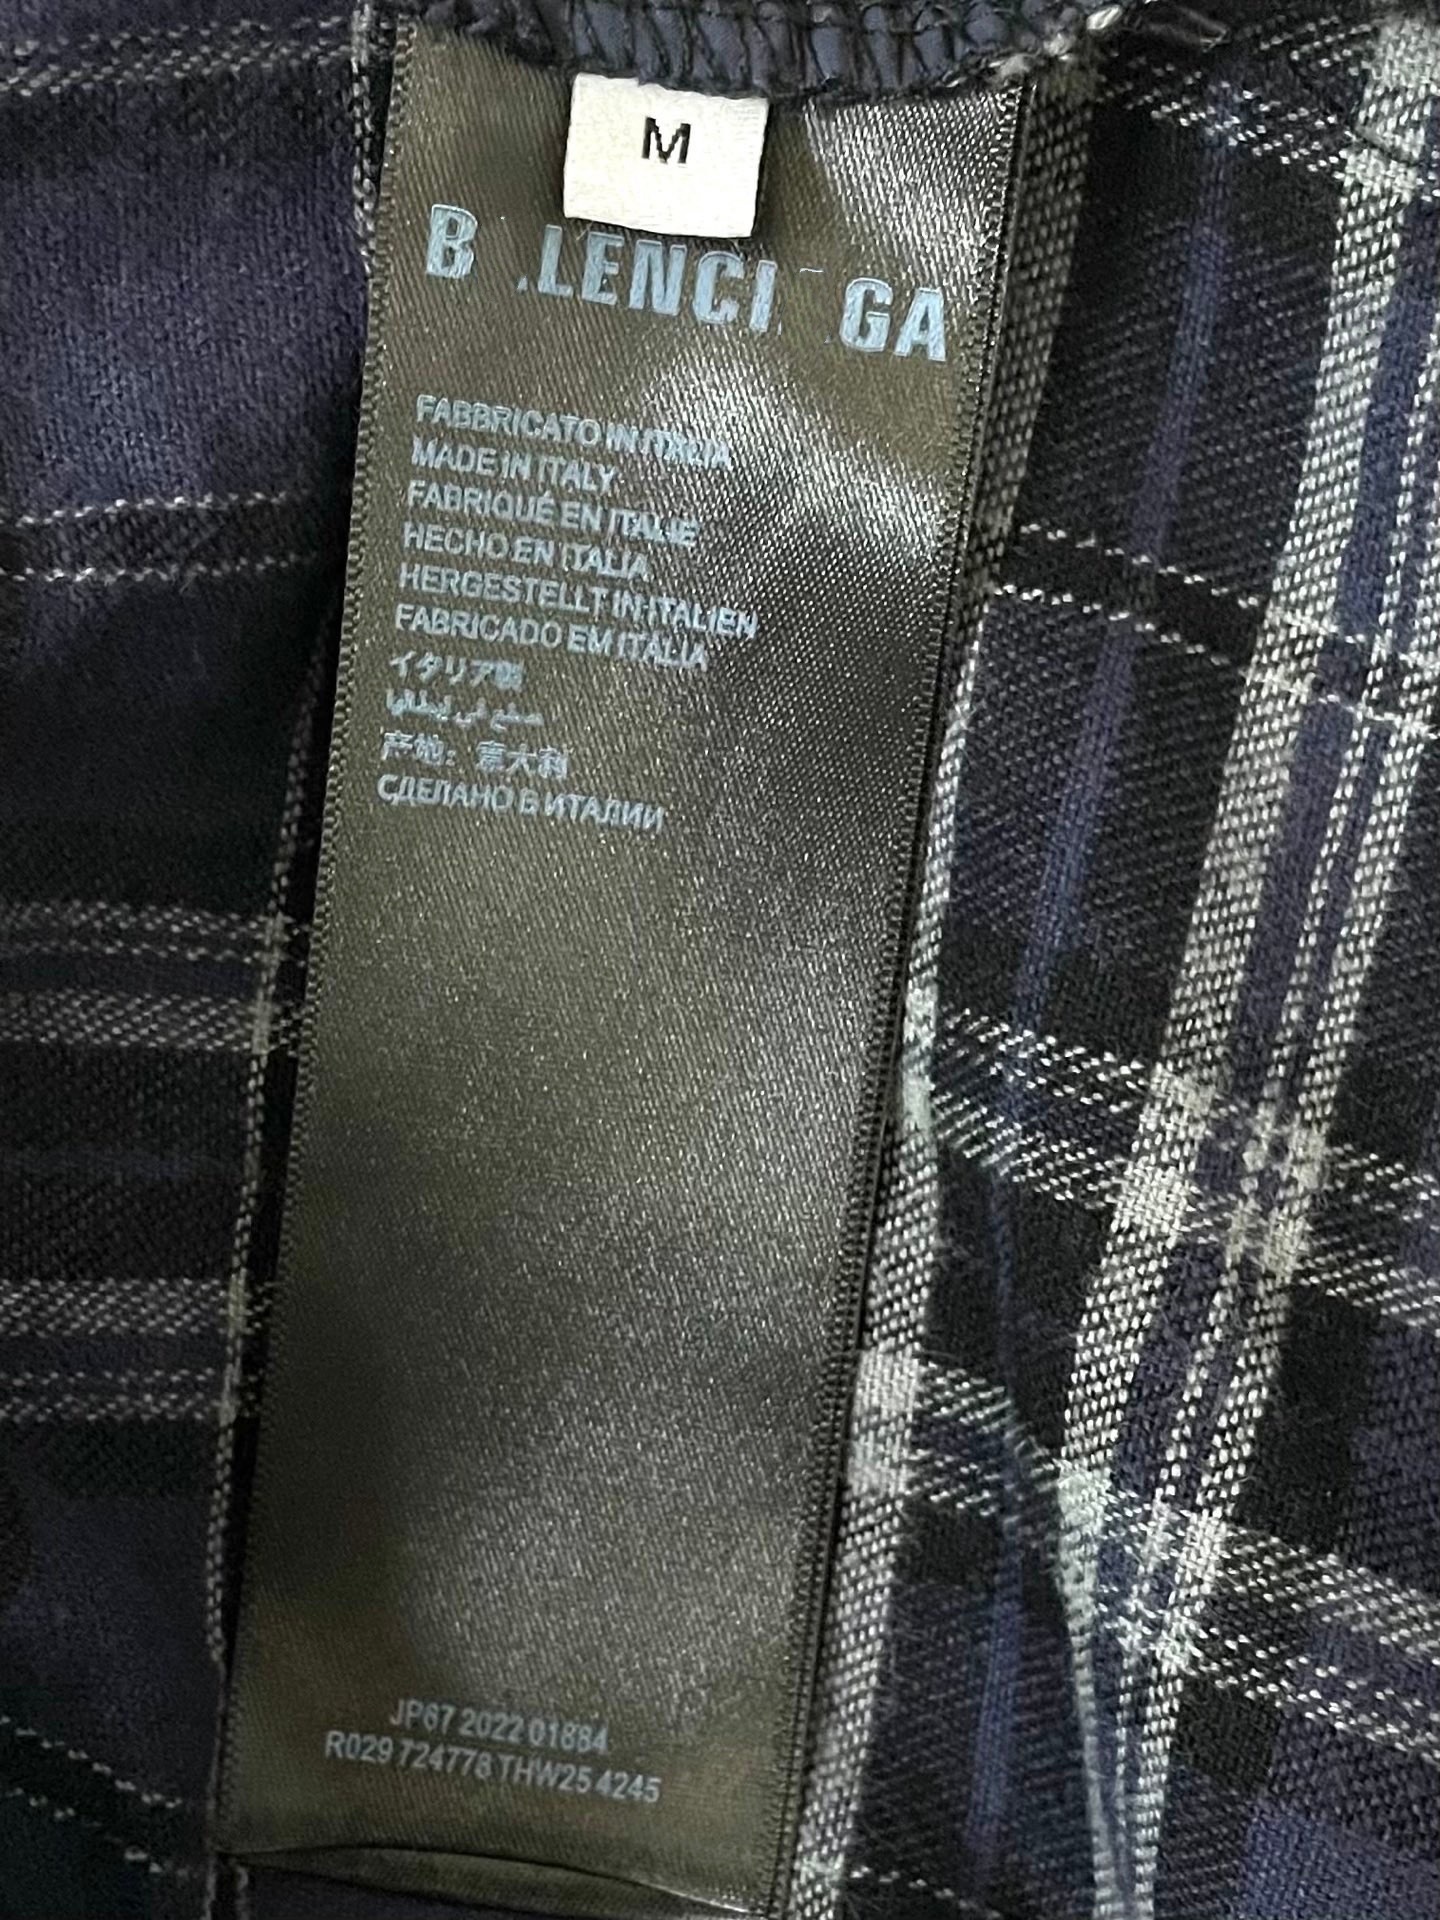 M
B .LENCI GA
FABBRICATO IN ITALIA
MADE IN ITALY
FABRIQUÉ EN ITALIE
HECHO EN ITALIA
HERGESTELLT IN ITALIEN
FABRICADO EM ITALIA
イタリア製
صنع في إيطاليا
产地：意大利
СДЕЛАНО В ИТАЛИИ
JP67 2022 01884
R029 724778 THW25 4245